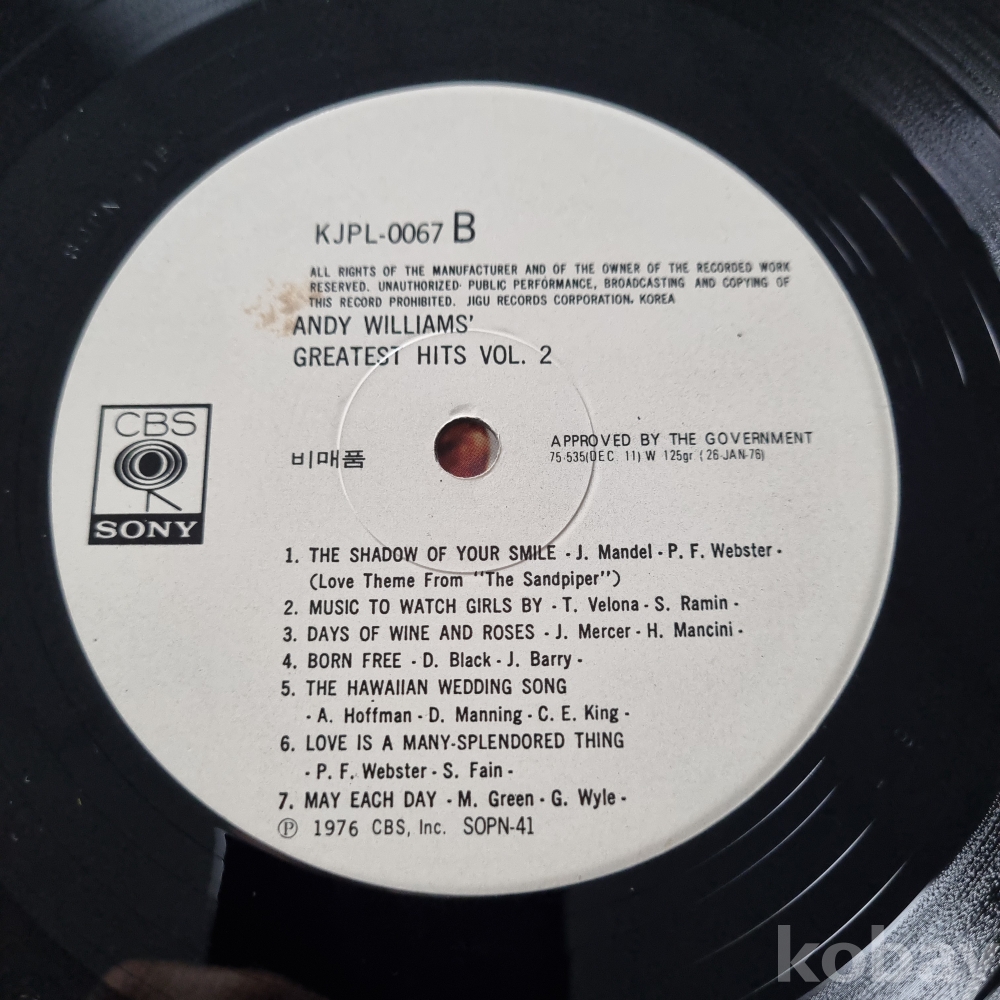 KJPL-0067 B
ALL RIGHTS OF THE MANUFACTURER AND OF THE OWNER OF THE RECORDED WORK
RESERVED. UNAUTHORIZED PUBLIC PERFORMANCE, BROADCASTING AND COPYING OF
THIS RECORD PROHIBITED. JIGU RECORDS CORPORATION, KOREA
ANDY WILLIAMS'
GREATEST HITS VOL. 2
CBS
SONY
비매품
APPROVED BY THE GOVERNMENT
75-535(DEC 11) W 125gr (26-JAN-76)
1. THE SHADOW OF YOUR SMILE - J. Mandel - P. F. Webster -
(Love Theme From "The Sandpiper")
2. MUSIC TO WATCH GIRLS BY - T. Velona - S. Ramin -
3. DAYS OF WINE AND ROSES - J. Mercer - H. Mancini -
4. BORN FREE - D. Black - J. Barry -
5. THE HAWAIIAN WEDDING SONG
- A. Hoffman - D. Manning - C. E. King -
6. LOVE IS A MANY-SPLENDORED THING
- P. F. Webster - S. Fain -
7. MAY EACH DAY - M. Green - G. Wyle -
℗ 1976 CBS, Inc. SOPN-41
kobay